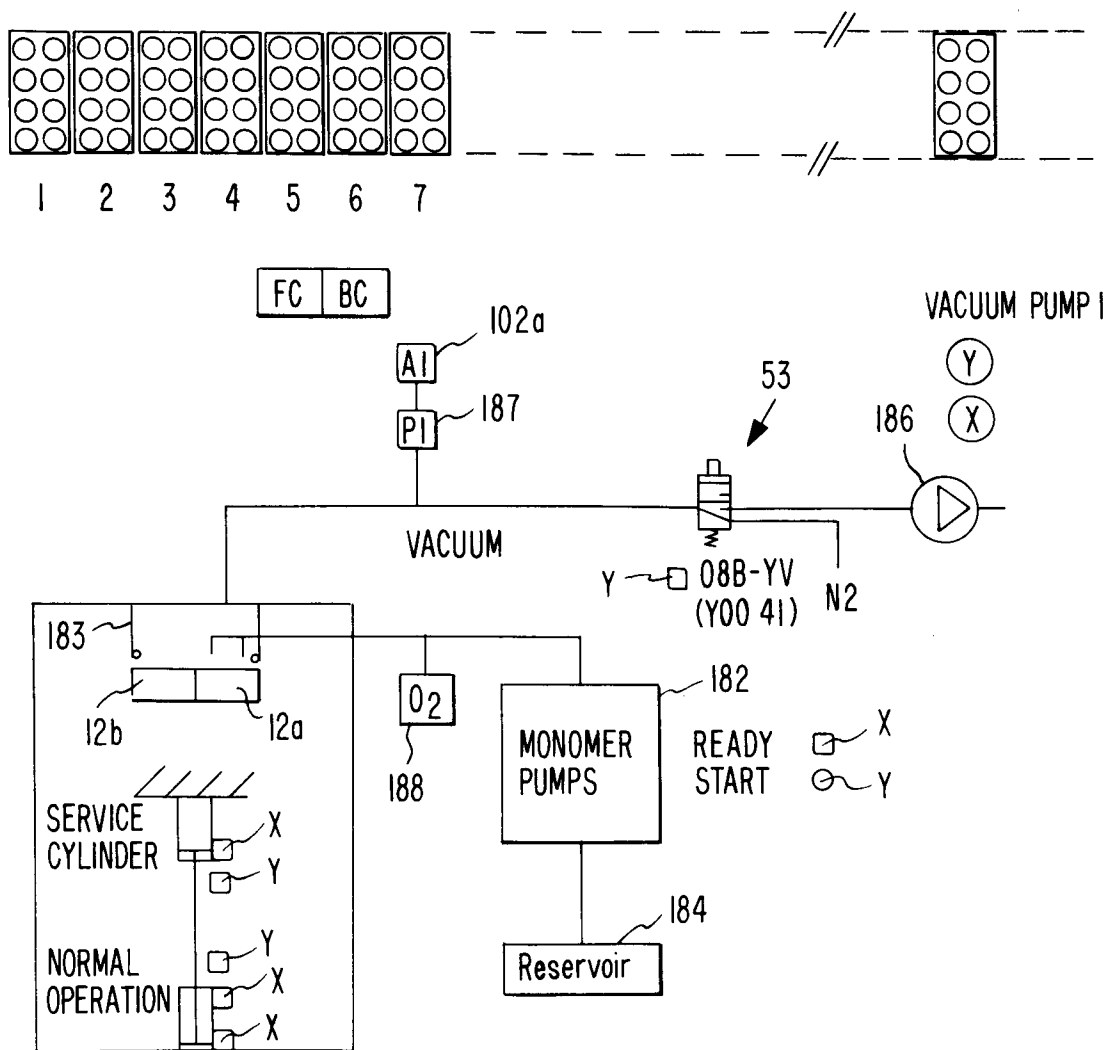 1 2 3 4 5 6 7
FC BC
VACUUM PUMP 1
102a
A1
Y
53
187
P1
X
186
VACUUM
Y
08B-YV
(Y00 41)
N2
183
182
12b
12a
O2
188
MONOMER
PUMPS
READY
START
X
Y
SERVICE
CYLINDER
X
Y
184
Reservoir
NORMAL
OPERATION
Y
X
X